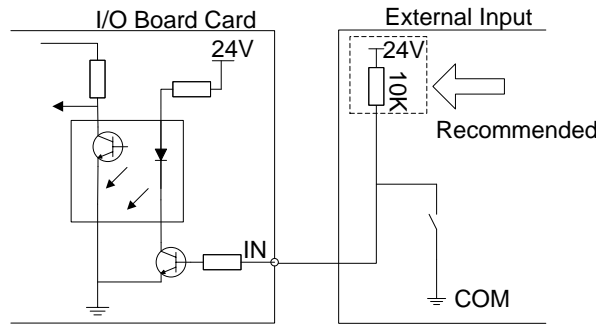 I/O Board Card
External Input
24V
24V
10K
Recommended
IN
COM